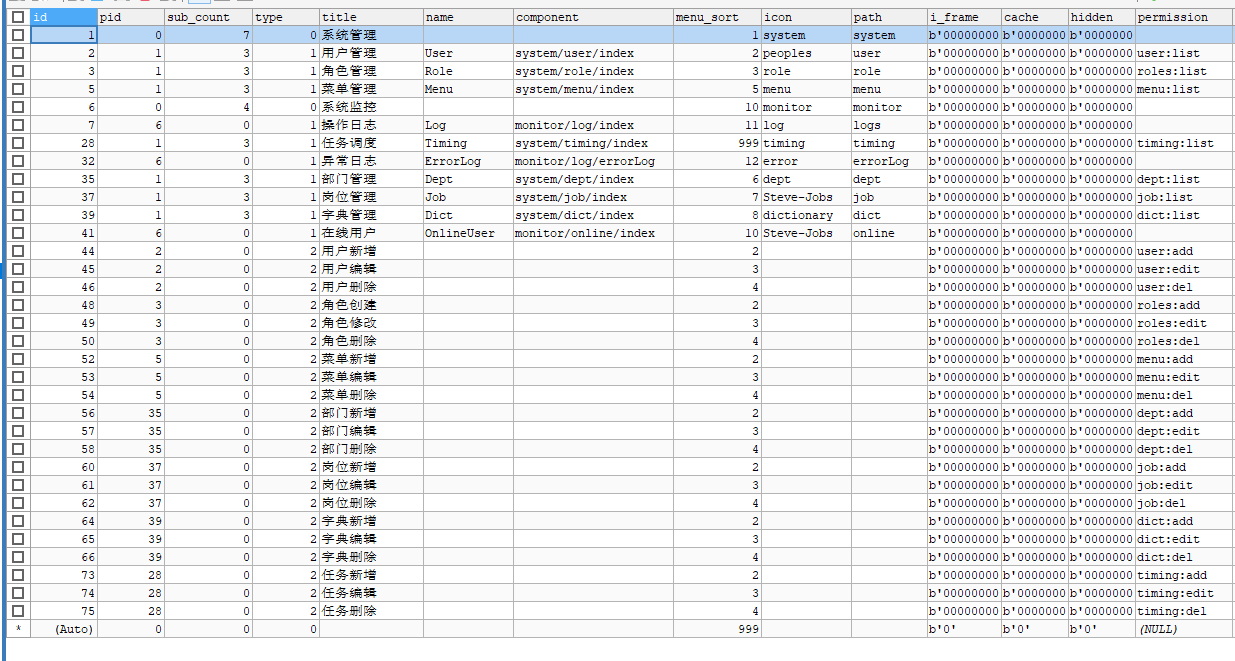 id pid sub_count type title name component menu_sort icon path i_frame cache hidden permission
1 0 7 0 系统管理 1 system system b'00000000 b'0000000 b'0000000
2 1 3 1 用户管理 User system/user/index 2 peoples user b'00000000 b'0000000 b'0000000 user:list
3 1 3 1 角色管理 Role system/role/index 3 role role b'00000000 b'0000000 b'0000000 roles:list
5 1 3 1 菜单管理 Menu system/menu/index 5 menu menu b'00000000 b'0000000 b'0000000 menu:list
6 0 4 0 系统监控 10 monitor monitor b'00000000 b'0000000 b'0000000
7 6 0 1 操作日志 Log monitor/log/index 11 log logs b'00000000 b'0000000 b'0000000
28 1 3 1 任务调度 Timing system/timing/index 999 timing timing b'00000000 b'0000000 b'0000000 timing:list
32 6 0 1 异常日志 ErrorLog monitor/log/errorLog 12 error errorLog b'00000000 b'0000000 b'0000000
35 1 3 1 部门管理 Dept system/dept/index 6 dept dept b'00000000 b'0000000 b'0000000 dept:list
37 1 3 1 岗位管理 Job system/job/index 7 Steve-Jobs job b'00000000 b'0000000 b'0000000 job:list
39 1 3 1 字典管理 Dict system/dict/index 8 dictionary dict b'00000000 b'0000000 b'0000000 dict:list
41 6 0 1 在线用户 OnlineUser monitor/online/index 10 Steve-Jobs online b'00000000 b'0000000 b'0000000
44 2 0 2 用户新增 2 b'00000000 b'0000000 b'0000000 user:add
45 2 0 2 用户编辑 3 b'00000000 b'0000000 b'0000000 user:edit
46 2 0 2 用户删除 4 b'00000000 b'0000000 b'0000000 user:del
48 3 0 2 角色创建 2 b'00000000 b'0000000 b'0000000 roles:add
49 3 0 2 角色修改 3 b'00000000 b'0000000 b'0000000 roles:edit
50 3 0 2 角色删除 4 b'00000000 b'0000000 b'0000000 roles:del
52 5 0 2 菜单新增 2 b'00000000 b'0000000 b'0000000 menu:add
53 5 0 2 菜单编辑 3 b'00000000 b'0000000 b'0000000 menu:edit
54 5 0 2 菜单删除 4 b'00000000 b'0000000 b'0000000 menu:del
56 35 0 2 部门新增 2 b'00000000 b'0000000 b'0000000 dept:add
57 35 0 2 部门编辑 3 b'00000000 b'0000000 b'0000000 dept:edit
58 35 0 2 部门删除 4 b'00000000 b'0000000 b'0000000 dept:del
60 37 0 2 岗位新增 2 b'00000000 b'0000000 b'0000000 job:add
61 37 0 2 岗位编辑 3 b'00000000 b'0000000 b'0000000 job:edit
62 37 0 2 岗位删除 4 b'00000000 b'0000000 b'0000000 job:del
64 39 0 2 字典新增 2 b'00000000 b'0000000 b'0000000 dict:add
65 39 0 2 字典编辑 3 b'00000000 b'0000000 b'0000000 dict:edit
66 39 0 2 字典删除 4 b'00000000 b'0000000 b'0000000 dict:del
73 28 0 2 任务新增 2 b'00000000 b'0000000 b'0000000 timing:add
74 28 0 2 任务编辑 3 b'00000000 b'0000000 b'0000000 timing:edit
75 28 0 2 任务删除 4 b'00000000 b'0000000 b'0000000 timing:del
* (Auto) 0 0 0 999 b'0' b'0' b'0' (NULL)